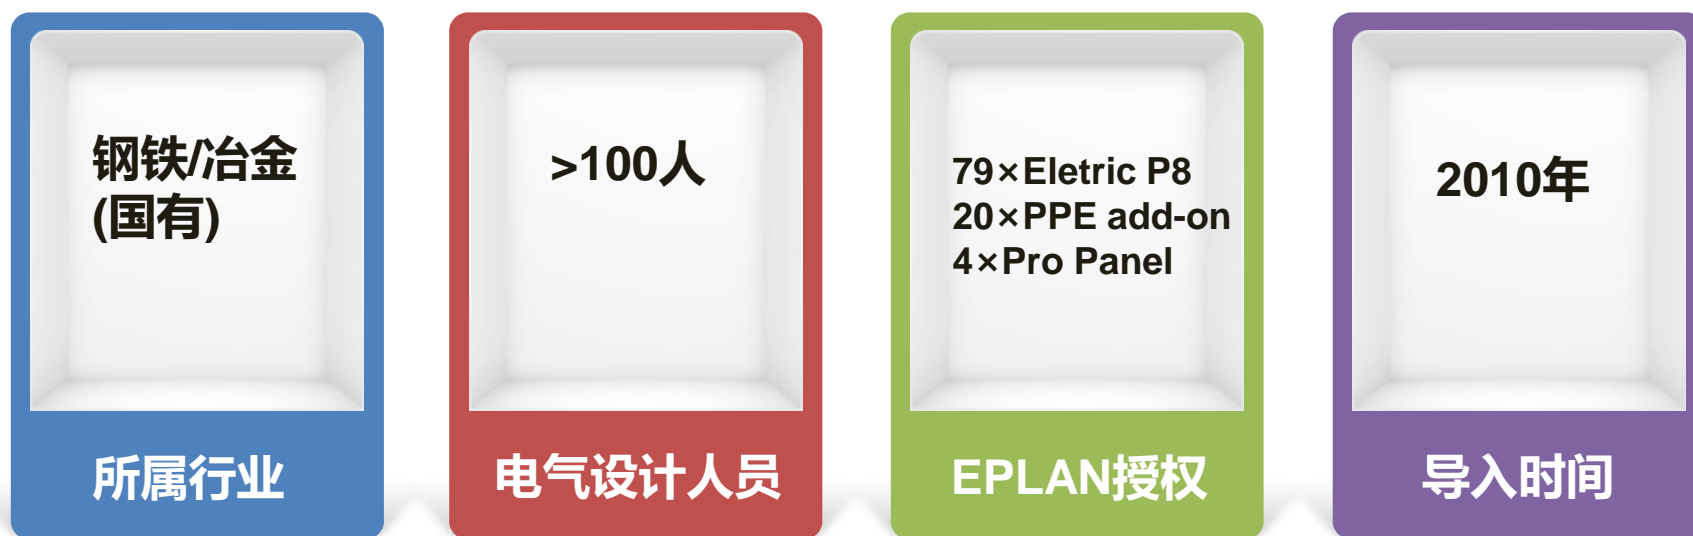 钢铁/冶金
(国有)
所属行业
>100人
电气设计人员
79×Eletric P8
20×PPE add-on
4×Pro Panel
EPLAN授权
2010年
导入时间